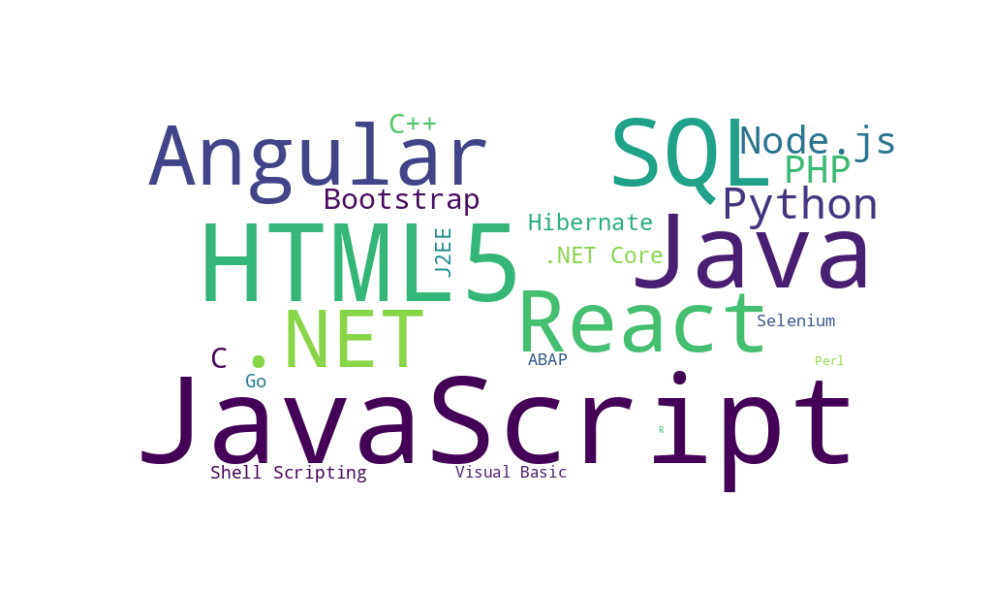 C++
Angular
SQL
Node.js
PHP
Bootstrap
Python
Hibernate
Java
HTML5
J2EE
.NET Core
React
.NET
Selenium
C
ABAP
Perl
Go
JavaScript
R
Shell Scripting
Visual Basic